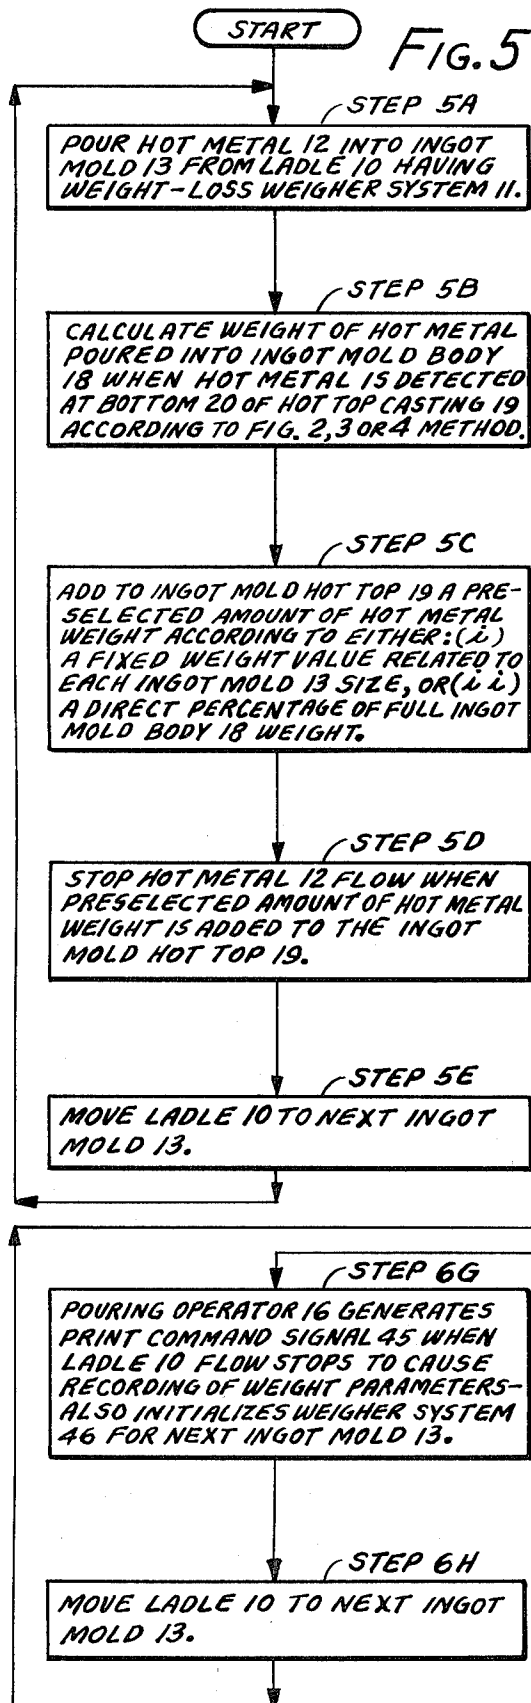 START
FIG. 5
STEP 5A
POUR HOT METAL 12 INTO INGOT
MOLD 13 FROM LADLE 10 HAVING
WEIGHT-LOSS WEIGHER SYSTEM 11.
STEP 5B
CALCULATE WEIGHT OF HOT METAL
POURED INTO INGOT MOLD BODY
18 WHEN HOT METAL IS DETECTED
AT BOTTOM 20 OF HOT TOP CASTING 19
ACCORDING TO FIG. 2, 3 OR 4 METHOD.
STEP 5C
ADD TO INGOT MOLD HOT TOP 19 A PRE-
SELECTED AMOUNT OF HOT METAL
WEIGHT ACCORDING TO EITHER: (i)
A FIXED WEIGHT VALUE RELATED TO
EACH INGOT MOLD 13 SIZE, OR (ii)
A DIRECT PERCENTAGE OF FULL INGOT
MOLD BODY 18 WEIGHT.
STEP 5D
STOP HOT METAL 12 FLOW WHEN
PRESELECTED AMOUNT OF HOT METAL
WEIGHT IS ADDED TO THE INGOT
MOLD HOT TOP 19.
STEP 5E
MOVE LADLE 10 TO NEXT INGOT
MOLD 13.
STEP 6G
POURING OPERATOR 16 GENERATES
PRINT COMMAND SIGNAL 45 WHEN
LADLE 10 FLOW STOPS TO CAUSE
RECORDING OF WEIGHT PARAMETERS-
ALSO INITIALIZES WEIGHER SYSTEM
46 FOR NEXT INGOT MOLD 13.
STEP 6H
MOVE LADLE 10 TO NEXT INGOT
MOLD 13.